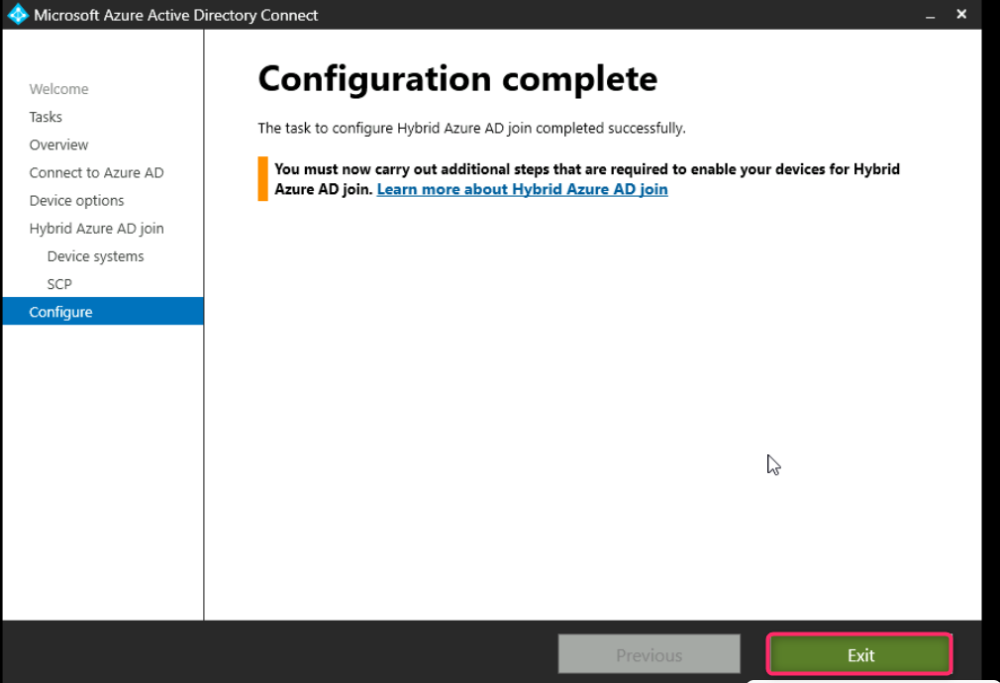 Microsoft Azure Active Directory Connect
Welcome
Tasks
Overview
Connect to Azure AD
Device options
Hybrid Azure AD join
Device systems
SCP
Configure
Configuration complete
The task to configure Hybrid Azure AD join completed successfully.
You must now carry out additional steps that are required to enable your devices for Hybrid
Azure AD join. Learn more about Hybrid Azure AD join
Previous
Exit